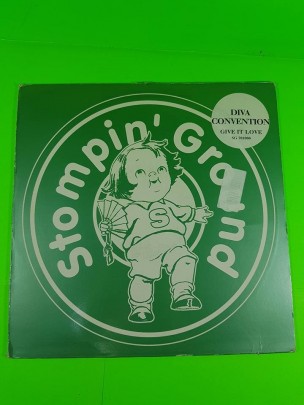 Stompin' Ground
DIVA
CONVENTION
GIVE IT LOVE
S